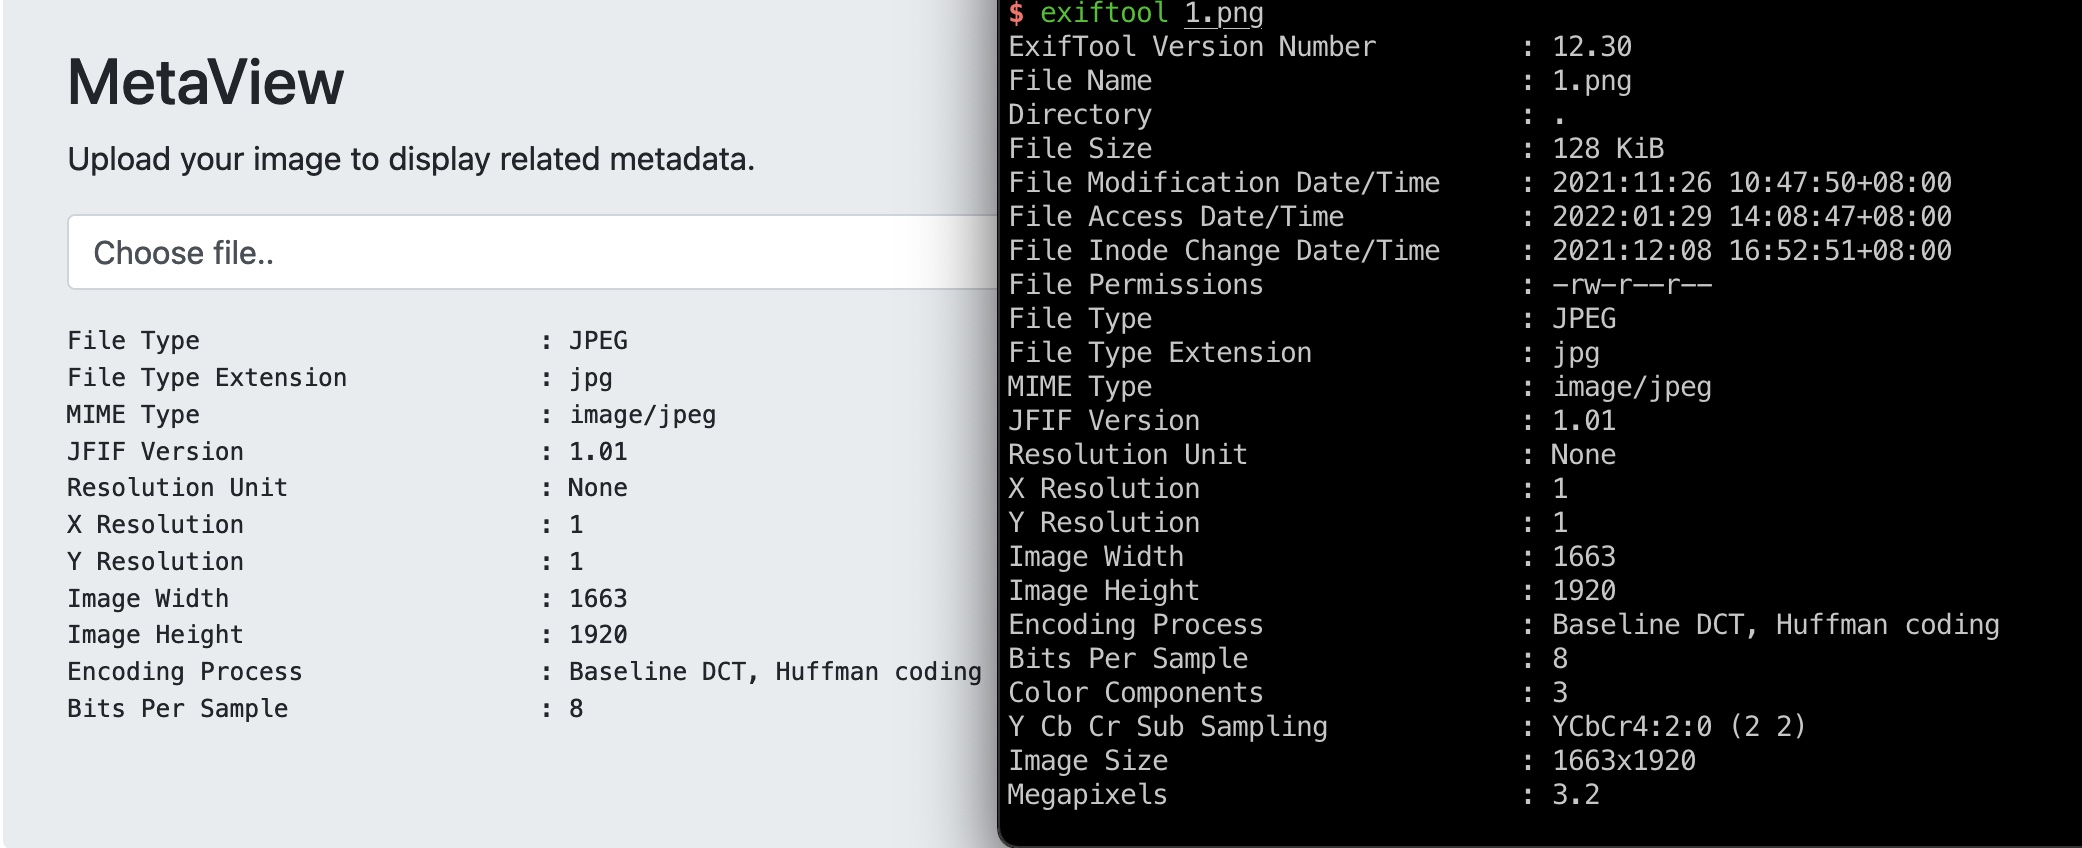 MetaView
Upload your image to display related metadata.
Choose file..
File Type : JPEG
File Type Extension : jpg
MIME Type : image/jpeg
JFIF Version : 1.01
Resolution Unit : None
X Resolution : 1
Y Resolution : 1
Image Width : 1663
Image Height : 1920
Encoding Process : Baseline DCT, Huffman coding
Bits Per Sample : 8
$ exiftool 1.png
ExifTool Version Number : 12.30
File Name : 1.png
Directory : .
File Size : 128 KiB
File Modification Date/Time : 2021:11:26 10:47:50+08:00
File Access Date/Time : 2022:01:29 14:08:47+08:00
File Inode Change Date/Time : 2021:12:08 16:52:51+08:00
File Permissions : -rw-r--r--
File Type : JPEG
File Type Extension : jpg
MIME Type : image/jpeg
JFIF Version : 1.01
Resolution Unit : None
X Resolution : 1
Y Resolution : 1
Image Width : 1663
Image Height : 1920
Encoding Process : Baseline DCT, Huffman coding
Bits Per Sample : 8
Color Components : 3
Y Cb Cr Sub Sampling : YCbCr4:2:0 (2 2)
Image Size : 1663x1920
Megapixels : 3.2